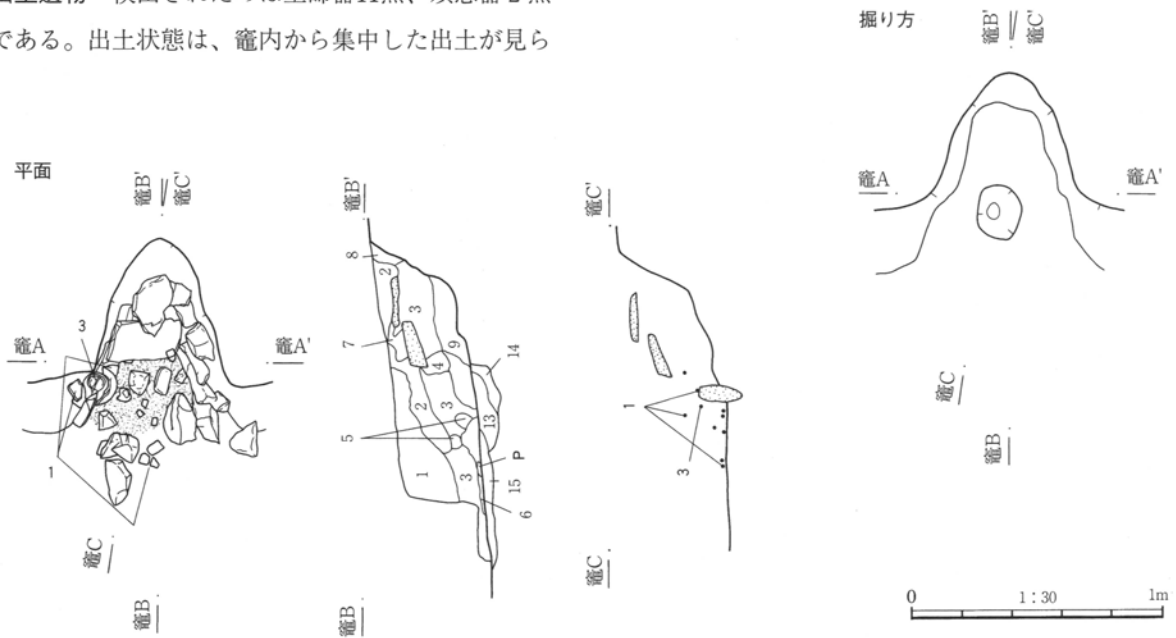 出土遺物 検出されたのは土師器11点、須恵器2点
である。出土状態は、竈内から集中した出土が見ら
平面
竈B' 竈C'
竈A
竈A'
3
1
竈C
竈B
竈B'
8
2
3
7
9
14
4
2
3
13
5
1
3
P
15
6
竈B
竈C'
1
3
竈C
掘り方
竈B' 竈C'
竈A
竈A'
竈C
竈B
0 1:30 1m